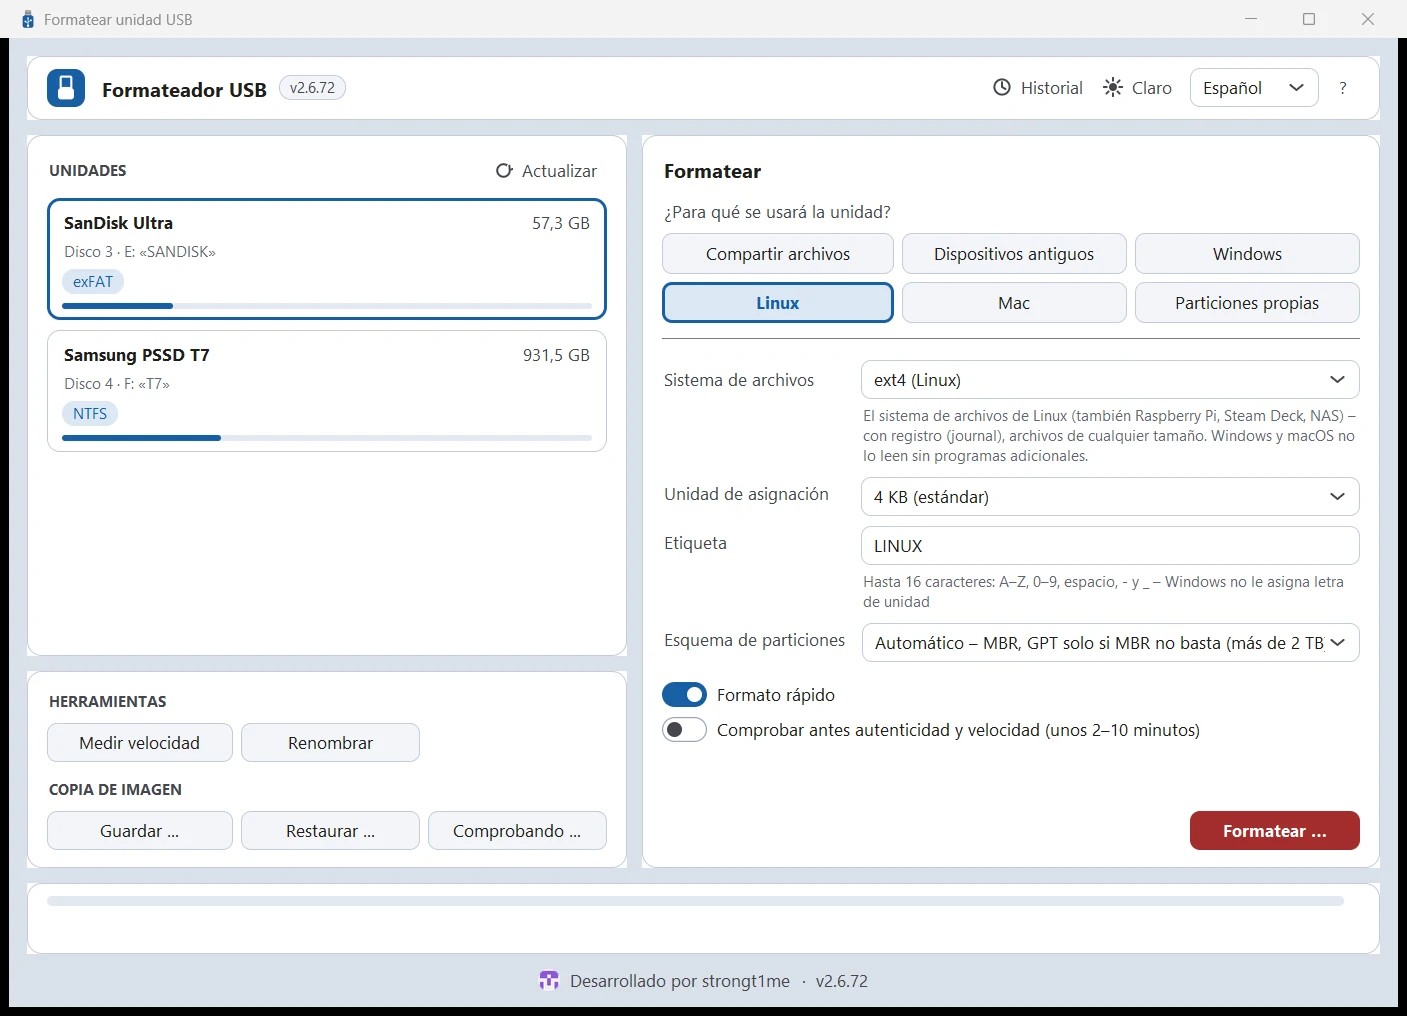 Formatear unidad USB
Formateador USB
v2.6.72
Historial
Claro
Español
?
UNIDADES
Actualizar
SanDisk Ultra
57,3 GB
Disco 3 · E: «SANDISK»
exFAT
Samsung PSSD T7
931,5 GB
Disco 4 · F: «T7»
NTFS
HERRAMIENTAS
Medir velocidad
Renombrar
COPIA DE IMAGEN
Guardar ...
Restaurar ...
Comprobando ...
Formatear
¿Para qué se usará la unidad?
Compartir archivos
Dispositivos antiguos
Windows
Linux
Mac
Particiones propias
Sistema de archivos
ext4 (Linux)
El sistema de archivos de Linux (también Raspberry Pi, Steam Deck, NAS) –
con registro (journal), archivos de cualquier tamaño. Windows y macOS no
lo leen sin programas adicionales.
Unidad de asignación
4 KB (estándar)
Etiqueta
LINUX
Hasta 16 caracteres: A–Z, 0–9, espacio, - y _ – Windows no le asigna letra
de unidad
Esquema de particiones
Automático – MBR, GPT solo si MBR no basta (más de 2 TB
Formato rápido
Comprobar antes autenticidad y velocidad (unos 2–10 minutos)
Formatear ...
Desarrollado por strongt1me · v2.6.72